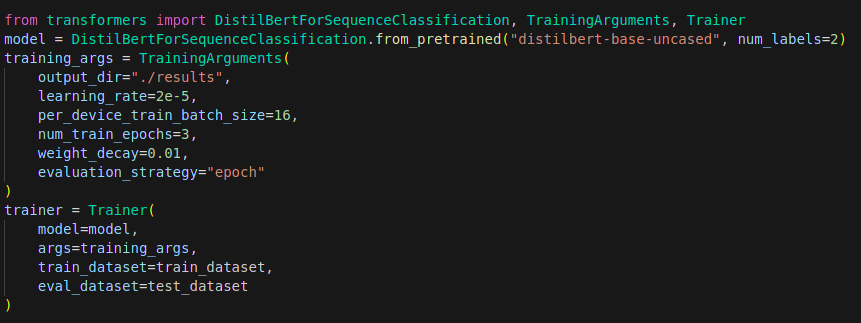 from transformers import DistilBertForSequenceClassification, TrainingArguments, Trainer
model = DistilBertForSequenceClassification.from_pretrained("distilbert-base-uncased", num_labels=2)
training_args = TrainingArguments(
    output_dir="./results",
    learning_rate=2e-5,
    per_device_train_batch_size=16,
    num_train_epochs=3,
    weight_decay=0.01,
    evaluation_strategy="epoch"
)
trainer = Trainer(
    model=model,
    args=training_args,
    train_dataset=train_dataset,
    eval_dataset=test_dataset
)